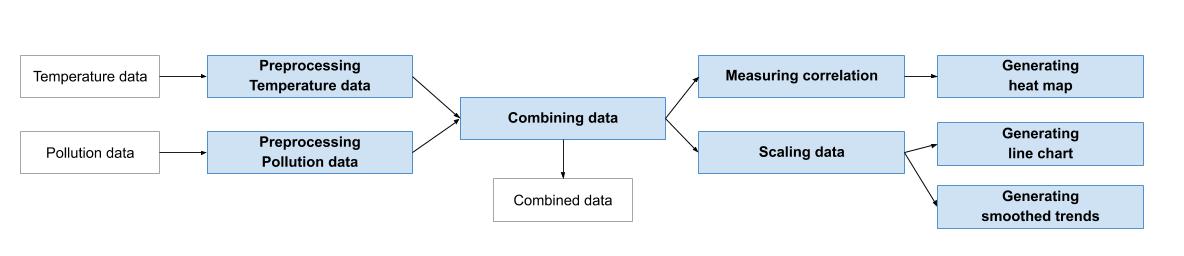 Temperature data
Preprocessing
Temperature data
Pollution data
Preprocessing
Pollution data
Combining data
Combined data
Measuring correlation
Generating
heat map
Scaling data
Generating
line chart
Generating
smoothed trends